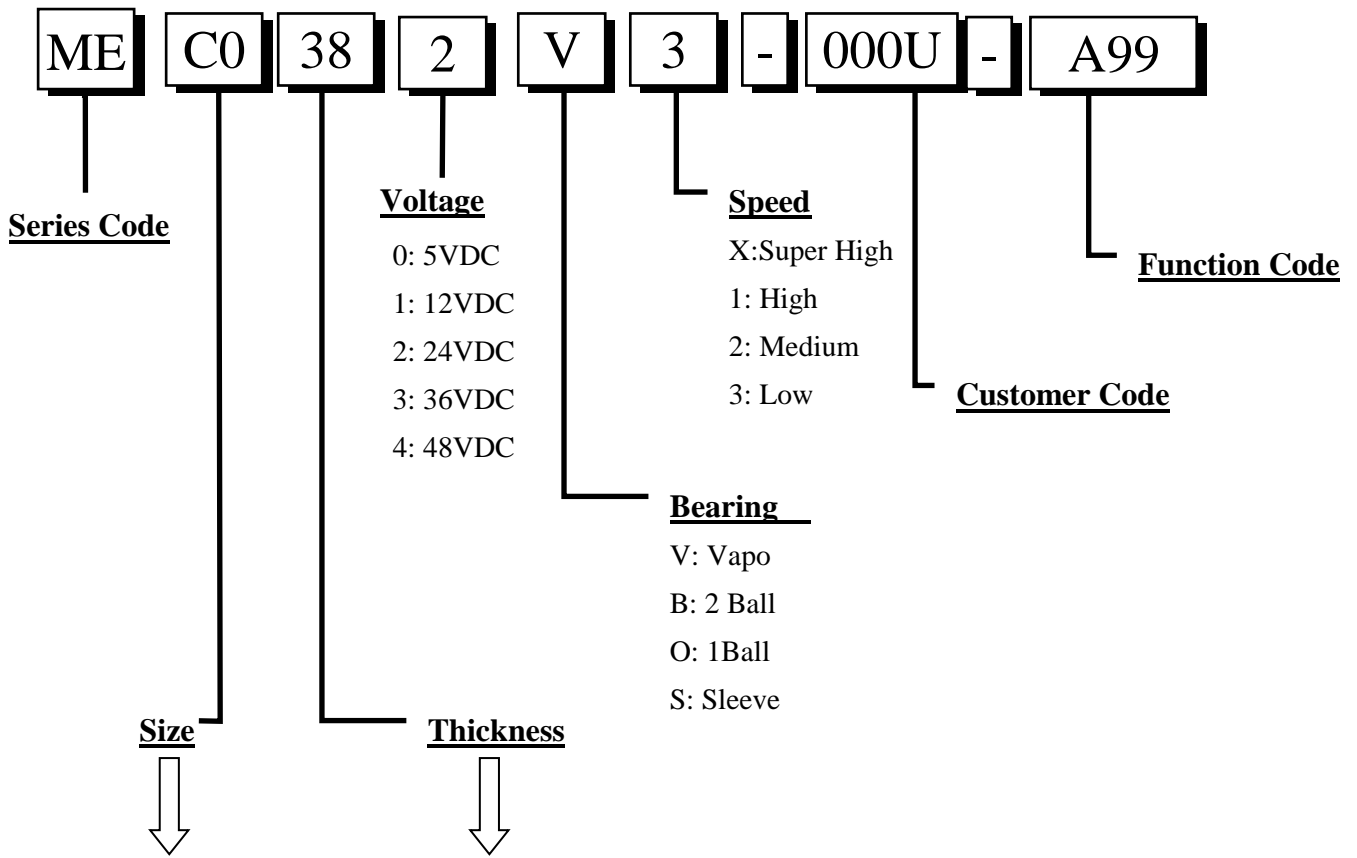 ME C0 38 2 V 3 - 000U - A99
Series Code
Voltage
0: 5VDC
1: 12VDC
2: 24VDC
3: 36VDC
4: 48VDC
Speed
X:Super High
1: High
2: Medium
3: Low
Function Code
Customer Code
Bearing
V: Vapo
B: 2 Ball
O: 1Ball
S: Sleeve
Size
Thickness